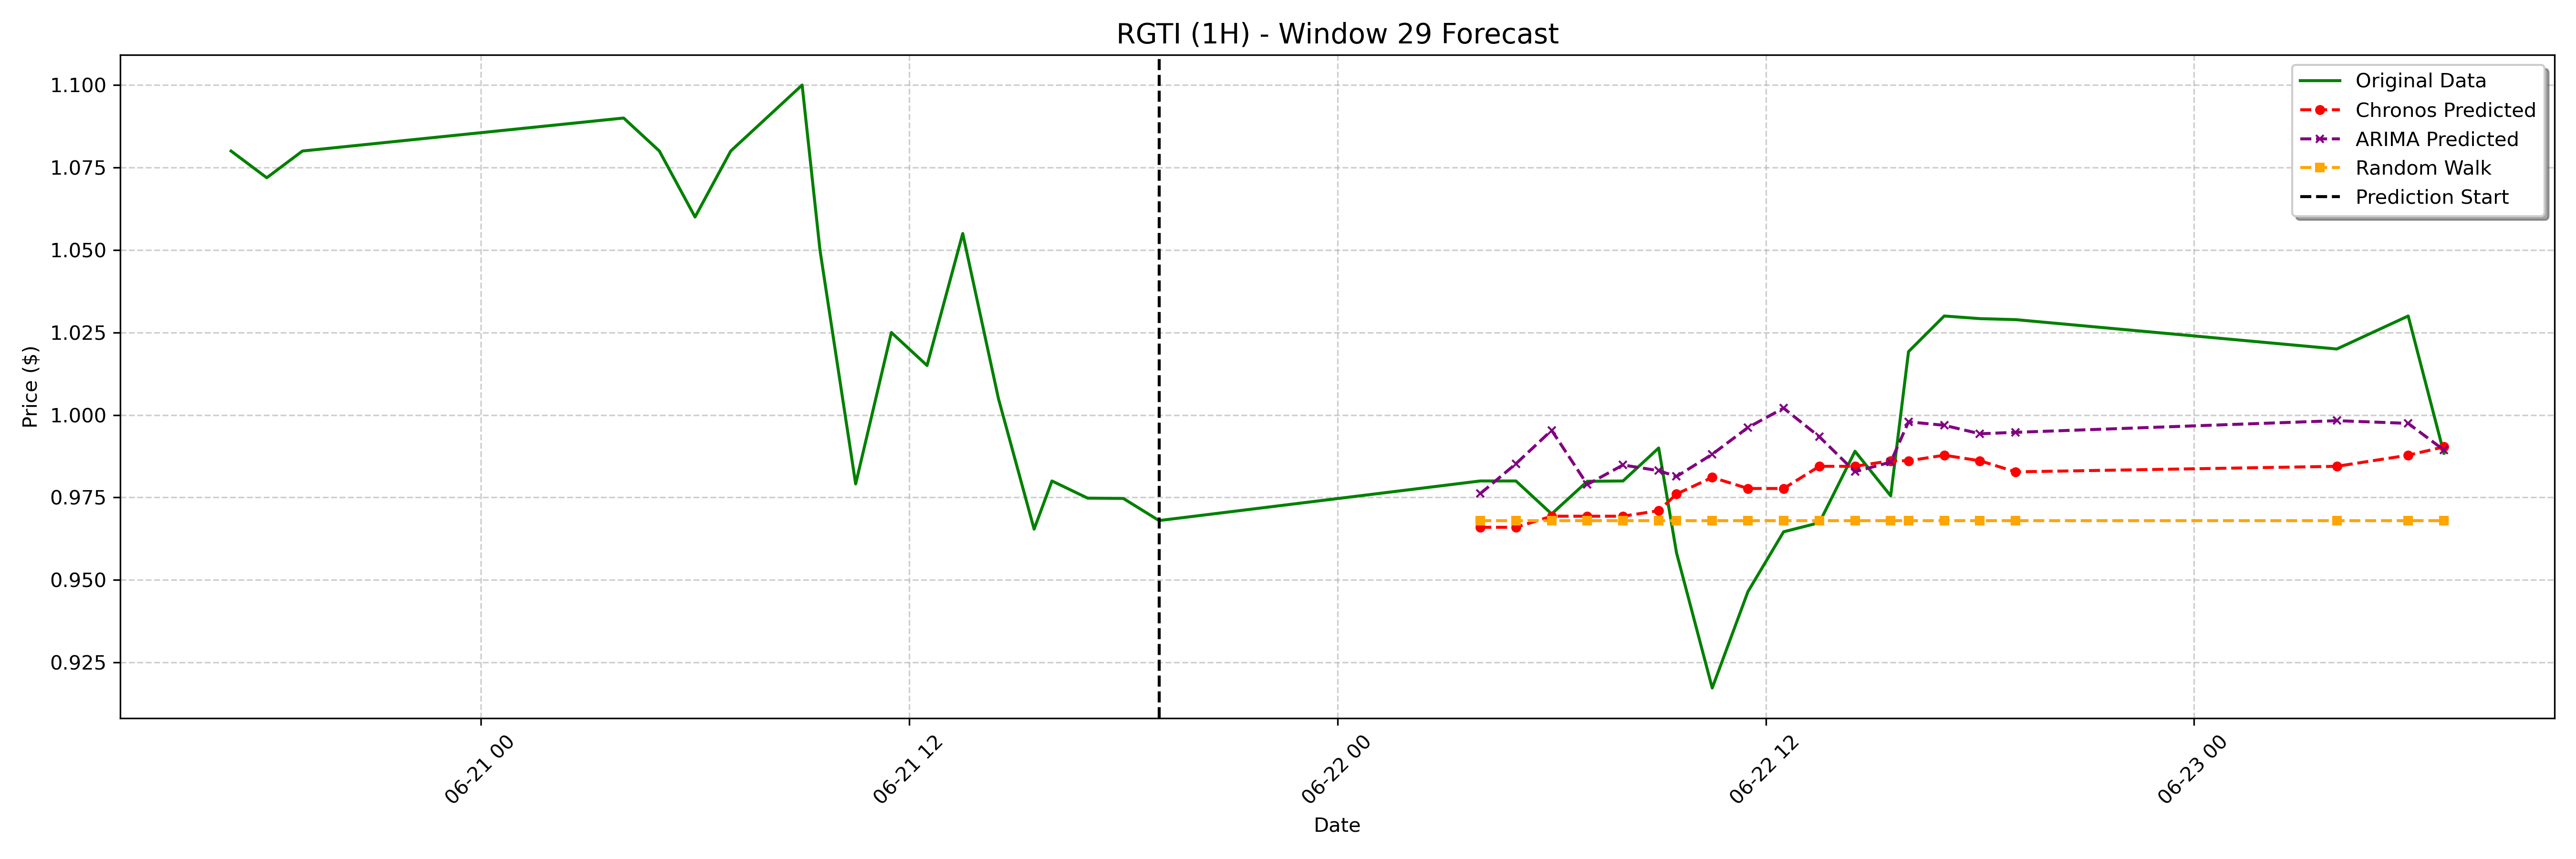 RGTI (1H) - Window 29 Forecast
Original Data
Chronos Predicted
ARIMA Predicted
Random Walk
Prediction Start
Price ($)
1.100
1.075
1.050
1.025
1.000
0.975
0.950
0.925
06-21 00
06-21 12
06-22 00
06-22 12
06-23 00
Date